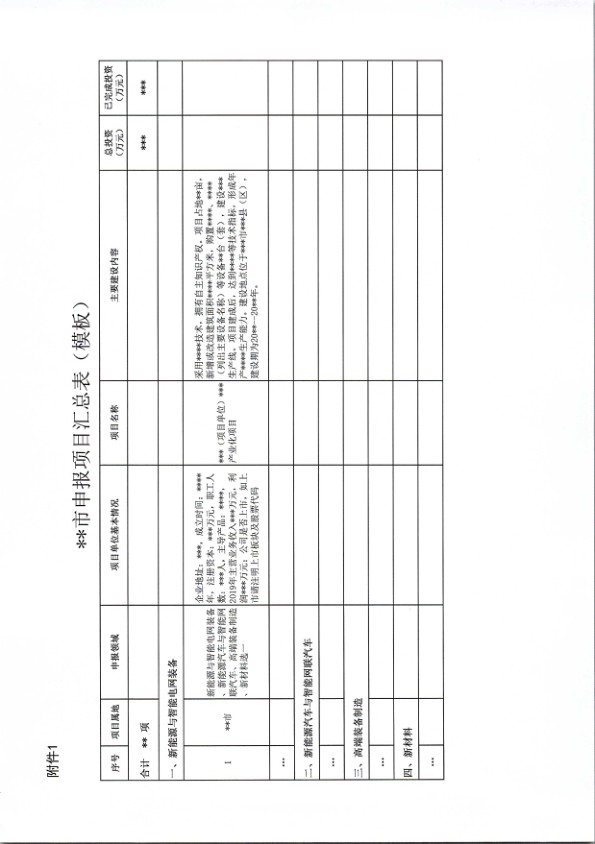 附件1
**市申报项目汇总表（模板）
序号 项目属地 申报领域 项目单位基本情况 项目名称 主要建设内容 总投资（万元） 已完成投资（万元）
合计 ** 项 *** ***
一、新能源与智能电网装备
1
**市
新能源与智能电网装备
、新能源汽车与智能网
联汽车、高端装备制造
、新材料选一
企业地址：***，成立时间：****
年，注册资本：***万元，职工人
数：***人，主导产品：****，
2019年主营业务收入***万元，利
润***万元；公司是否上市，如上
市请注明上市板块及股票代码
***（项目单位）***
产业化项目
采用****技术，拥有自主知识产权，项目占地**亩，
新增或改造建筑面积****平方米，购置****、****
（列出主要设备名称）等设备**台（套），建设***
生产线，项目建成后，达到****等技术指标，形成年
产****生产能力。建设地点位于***市***县（区），
建设期为20**—20**年。
...
二、新能源汽车与智能网联汽车
...
三、高端装备制造
...
四、新材料
...